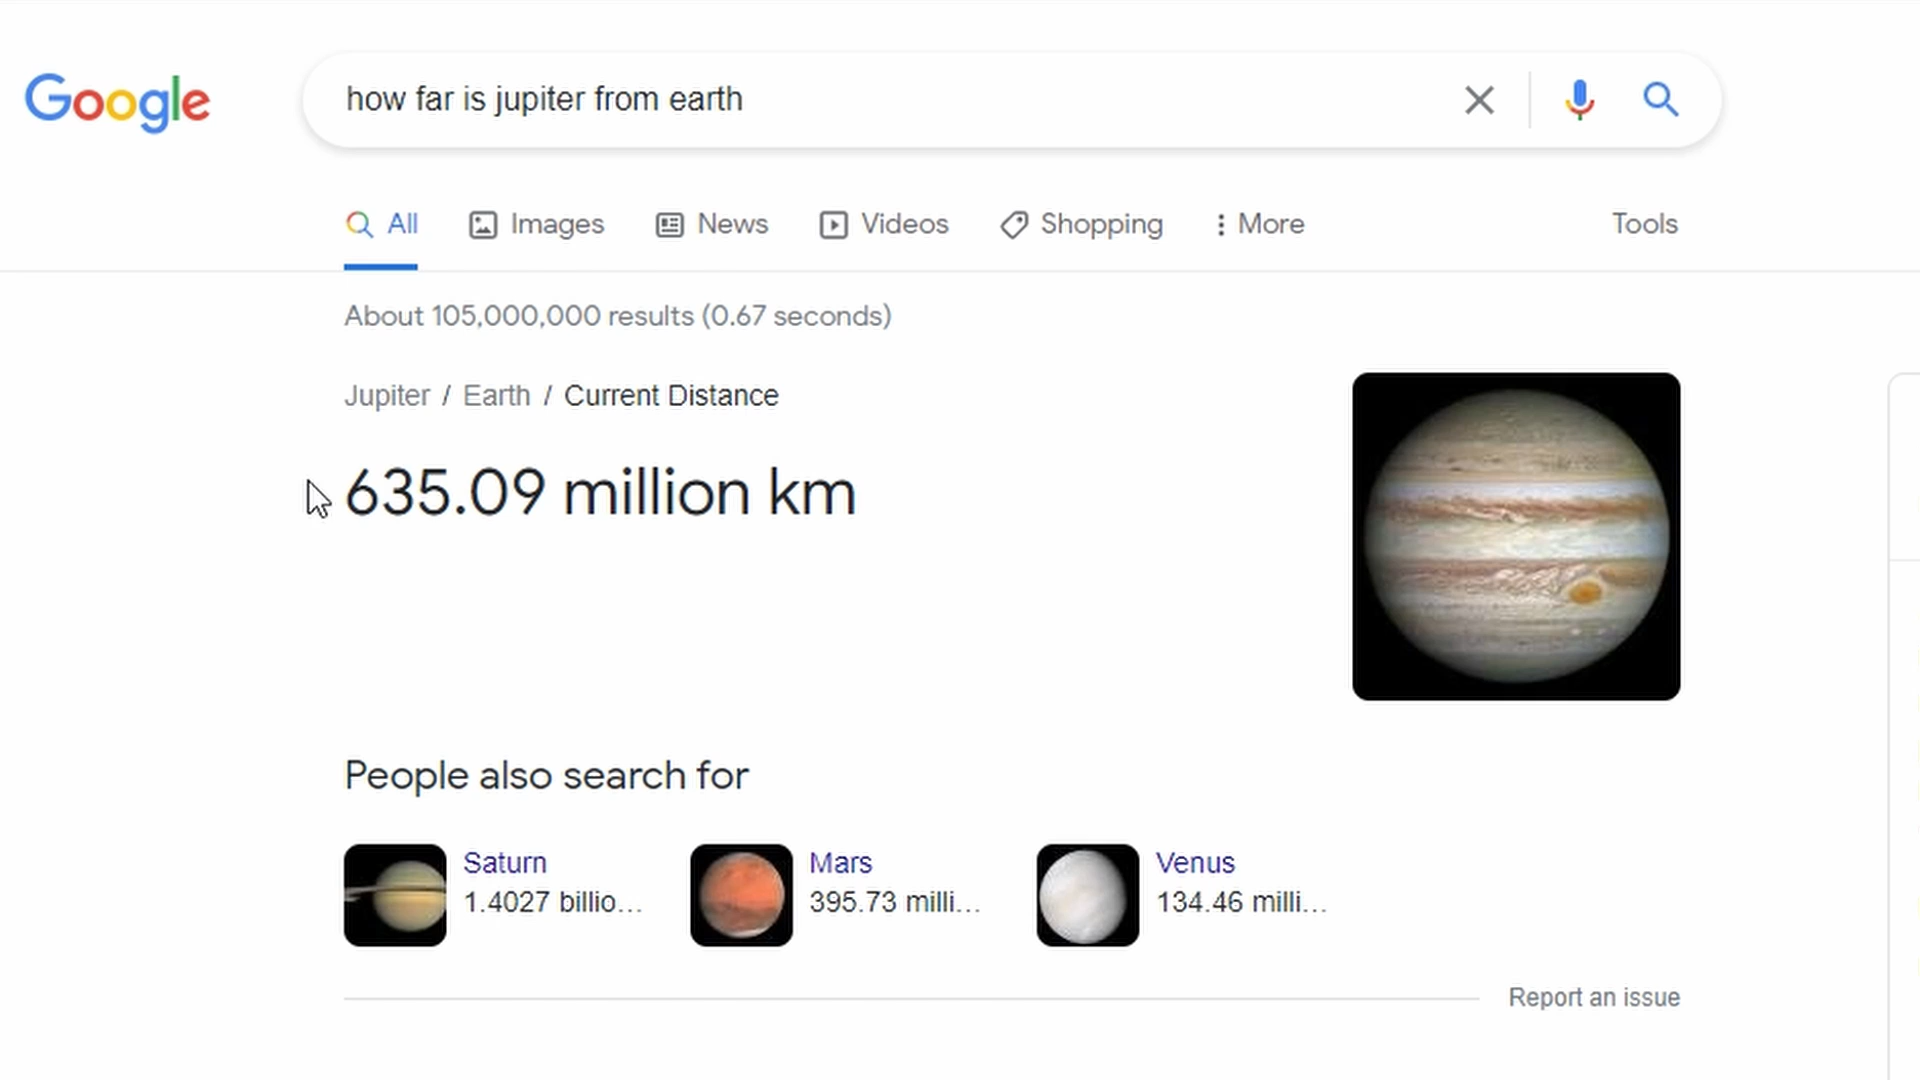 Google
how far is jupiter from earth
All Images News Videos Shopping More Tools
About 105,000,000 results (0.67 seconds)
Jupiter / Earth / Current Distance
635.09 million km
People also search for
Saturn Mars Venus
1.4027 billio... 395.73 milli... 134.46 milli...
Report an issue